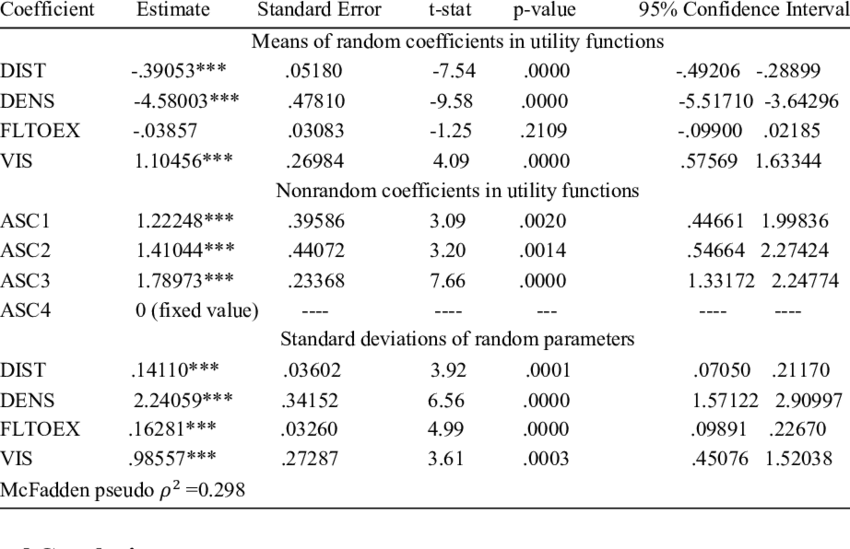 Coefficient Estimate Standard Error t-stat p-value 95% Confidence Interval
Means of random coefficients in utility functions
DIST -.39053*** .05180 -7.54 .0000 -.49206 -.28899
DENS -4.58003*** .47810 -9.58 .0000 -5.51710 -3.64296
FLTOEX -.03857 .03083 -1.25 .2109 -.09900 .02185
VIS 1.10456*** .26984 4.09 .0000 .57569 1.63344
Nonrandom coefficients in utility functions
ASC1 1.22248*** .39586 3.09 .0020 .44661 1.99836
ASC2 1.41044*** .44072 3.20 .0014 .54664 2.27424
ASC3 1.78973*** .23368 7.66 .0000 1.33172 2.24774
ASC4 0 (fixed value) ---- ---- --- ---- ----
Standard deviations of random parameters
DIST .14110*** .03602 3.92 .0001 .07050 .21170
DENS 2.24059*** .34152 6.56 .0000 1.57122 2.90997
FLTOEX .16281*** .03260 4.99 .0000 .09891 .22670
VIS .98557*** .27287 3.61 .0003 .45076 1.52038
McFadden pseudo ρ² =0.298